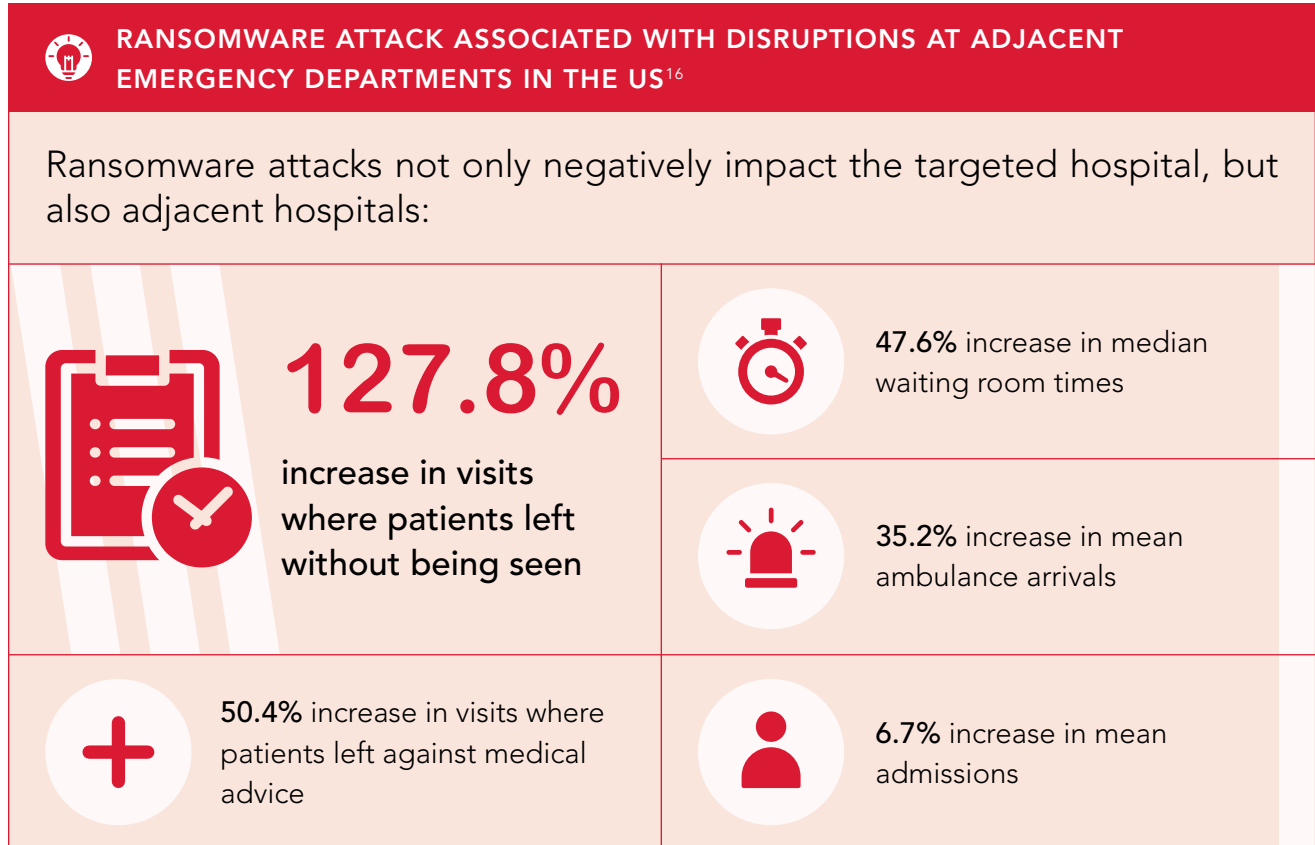 RANSOMWARE ATTACK ASSOCIATED WITH DISRUPTIONS AT ADJACENT
EMERGENCY DEPARTMENTS IN THE US16
Ransomware attacks not only negatively impact the targeted hospital, but
also adjacent hospitals:
127.8%
increase in visits
where patients left
without being seen
47.6% increase in median
waiting room times
35.2% increase in mean
ambulance arrivals
50.4% increase in visits where
patients left against medical
advice
6.7% increase in mean
admissions